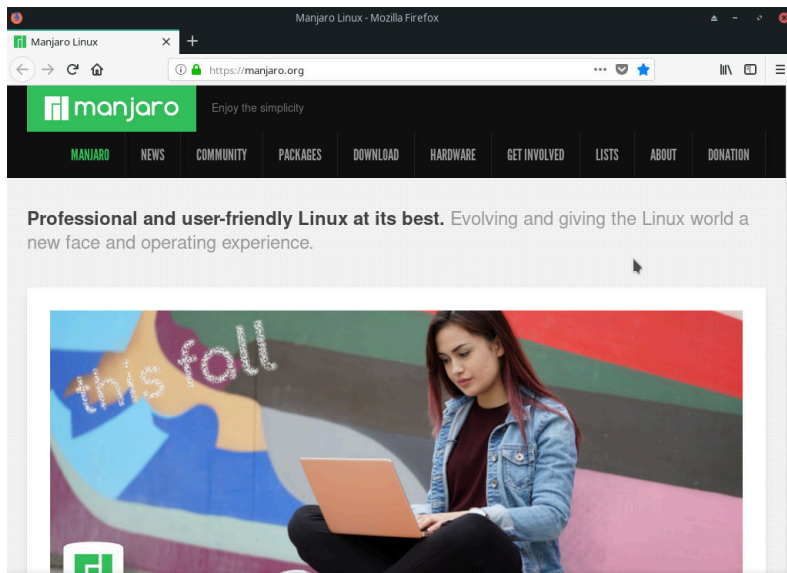 Manjaro Linux - Mozilla Firefox
Manjaro Linux
https://manjaro.org
manjaro
Enjoy the simplicity
MANJARO NEWS COMMUNITY PACKAGES DOWNLOAD HARDWARE GET INVOLVED LISTS ABOUT DONATION
Professional and user-friendly Linux at its best. Evolving and giving the Linux world a
new face and operating experience.
this fall